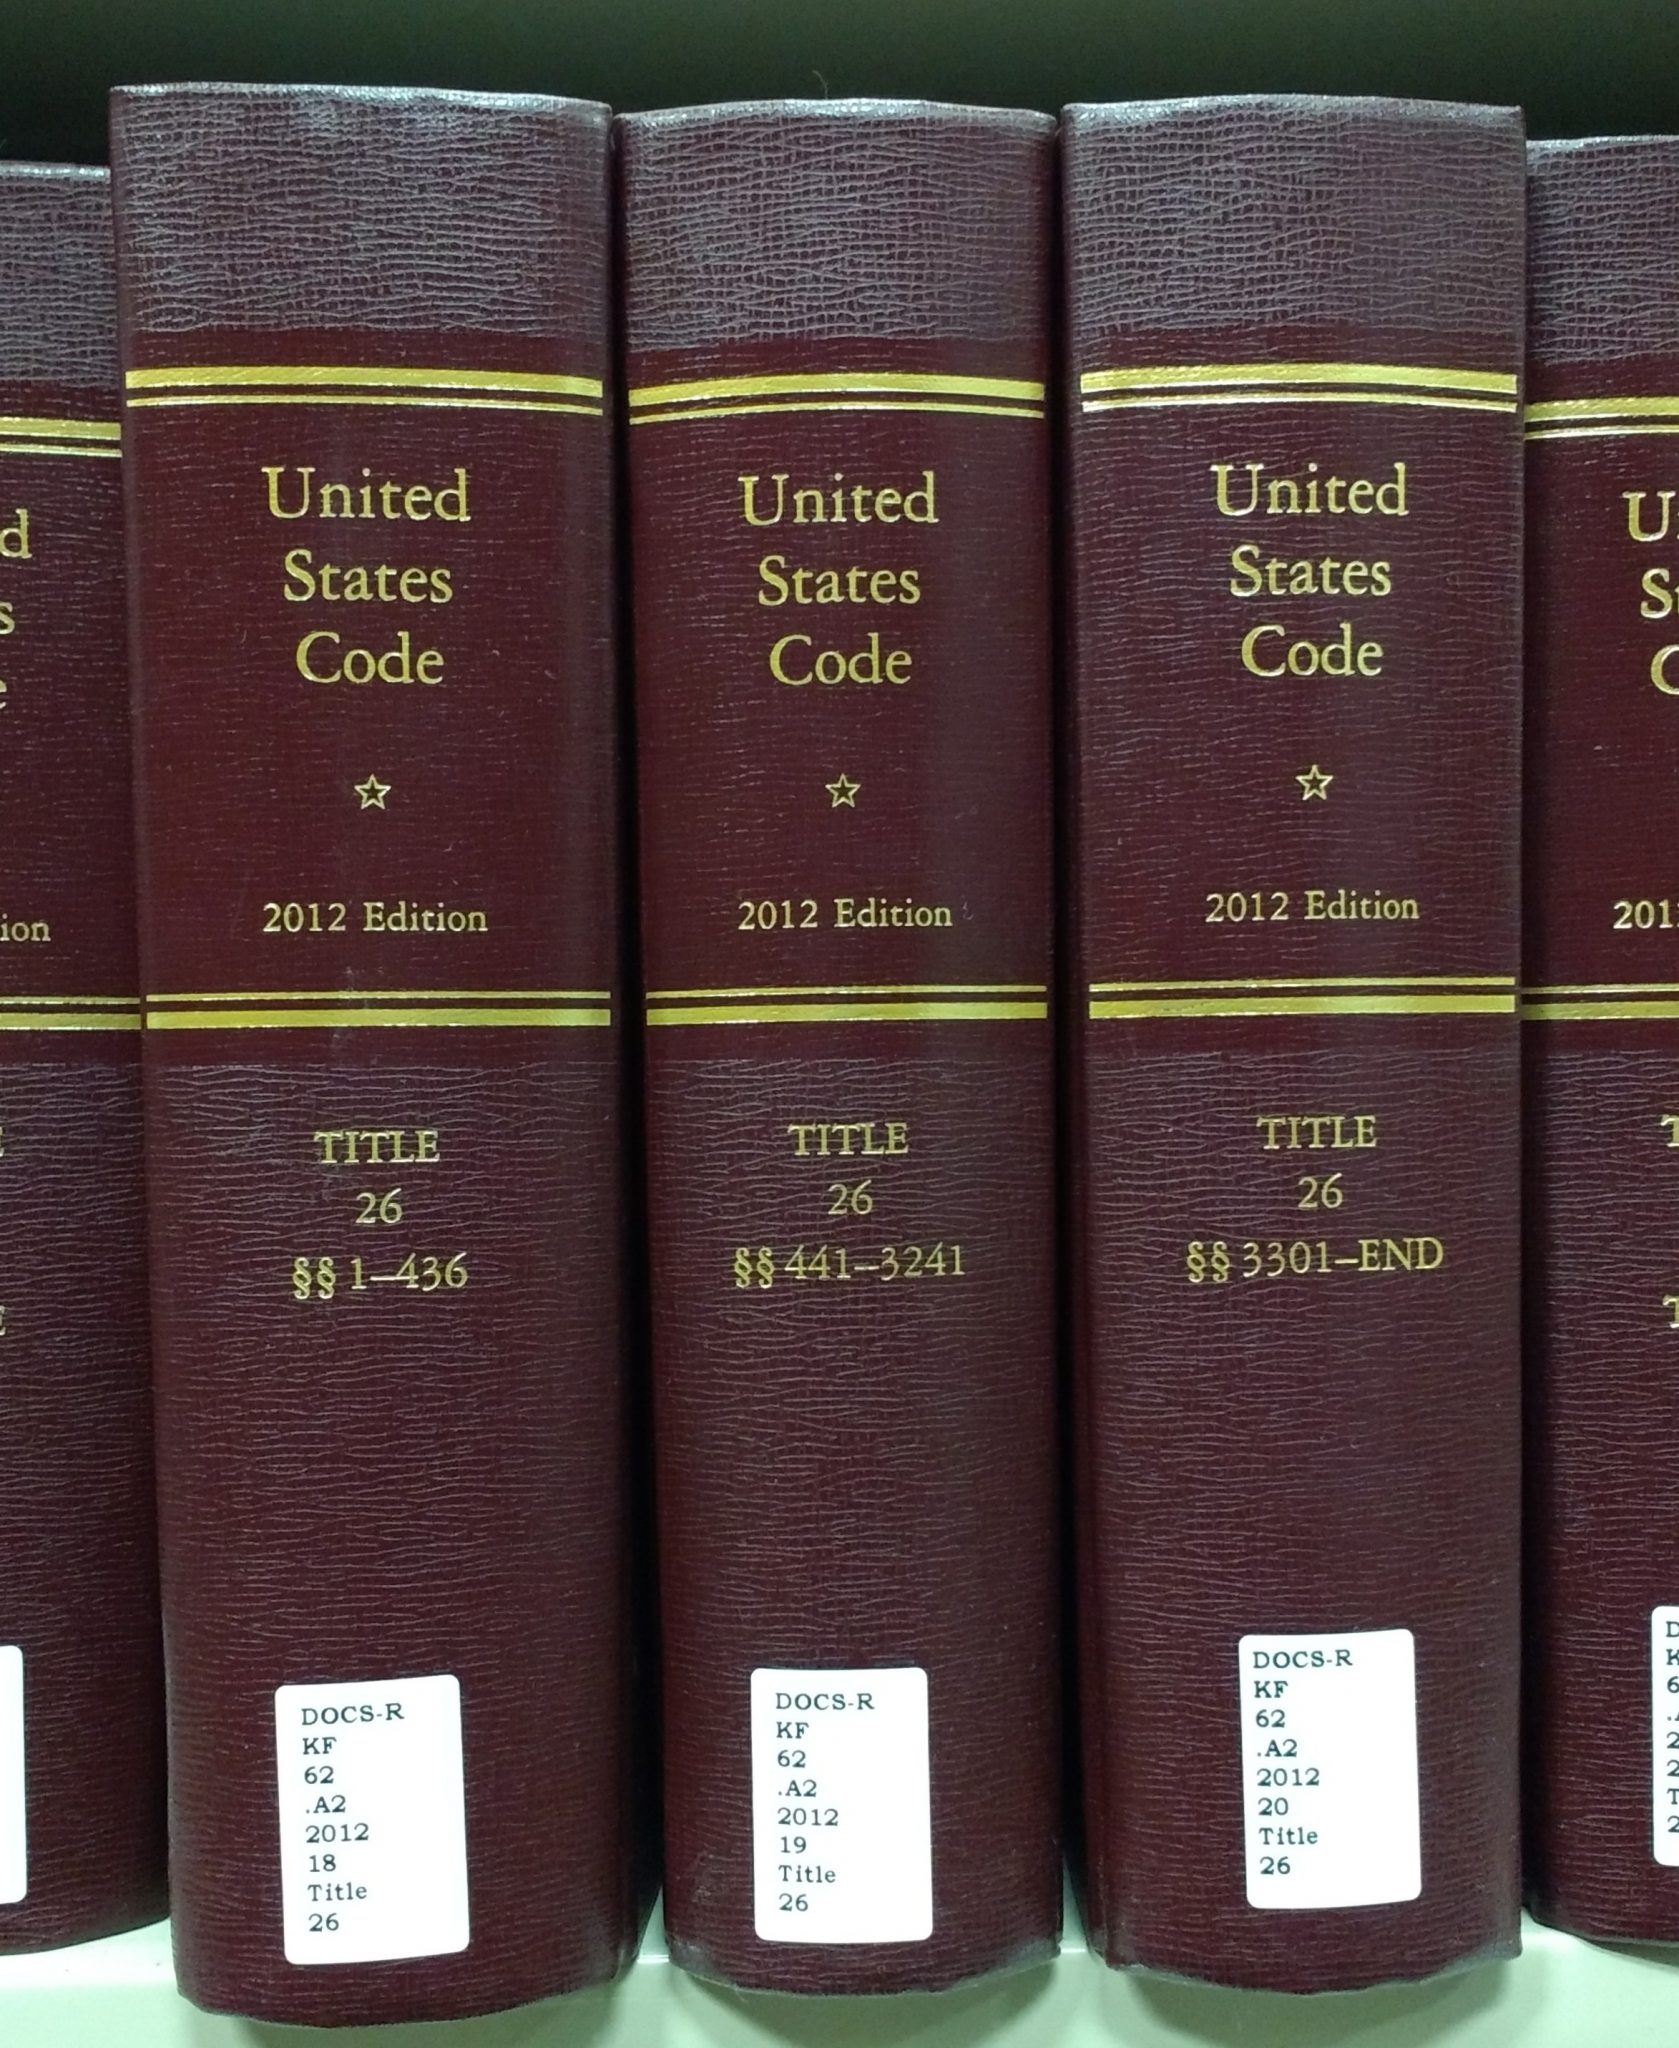 United
States
Code
2012 Edition
TITLE
26
§§ 1–436
DOCS-R
KF
62
.A2
2012
18
Title
26
United
States
Code
2012 Edition
TITLE
26
§§ 441–3241
DOCS-R
KF
62
.A2
2012
19
Title
26
United
States
Code
2012 Edition
TITLE
26
§§ 3301–END
DOCS-R
KF
62
.A2
2012
20
Title
26